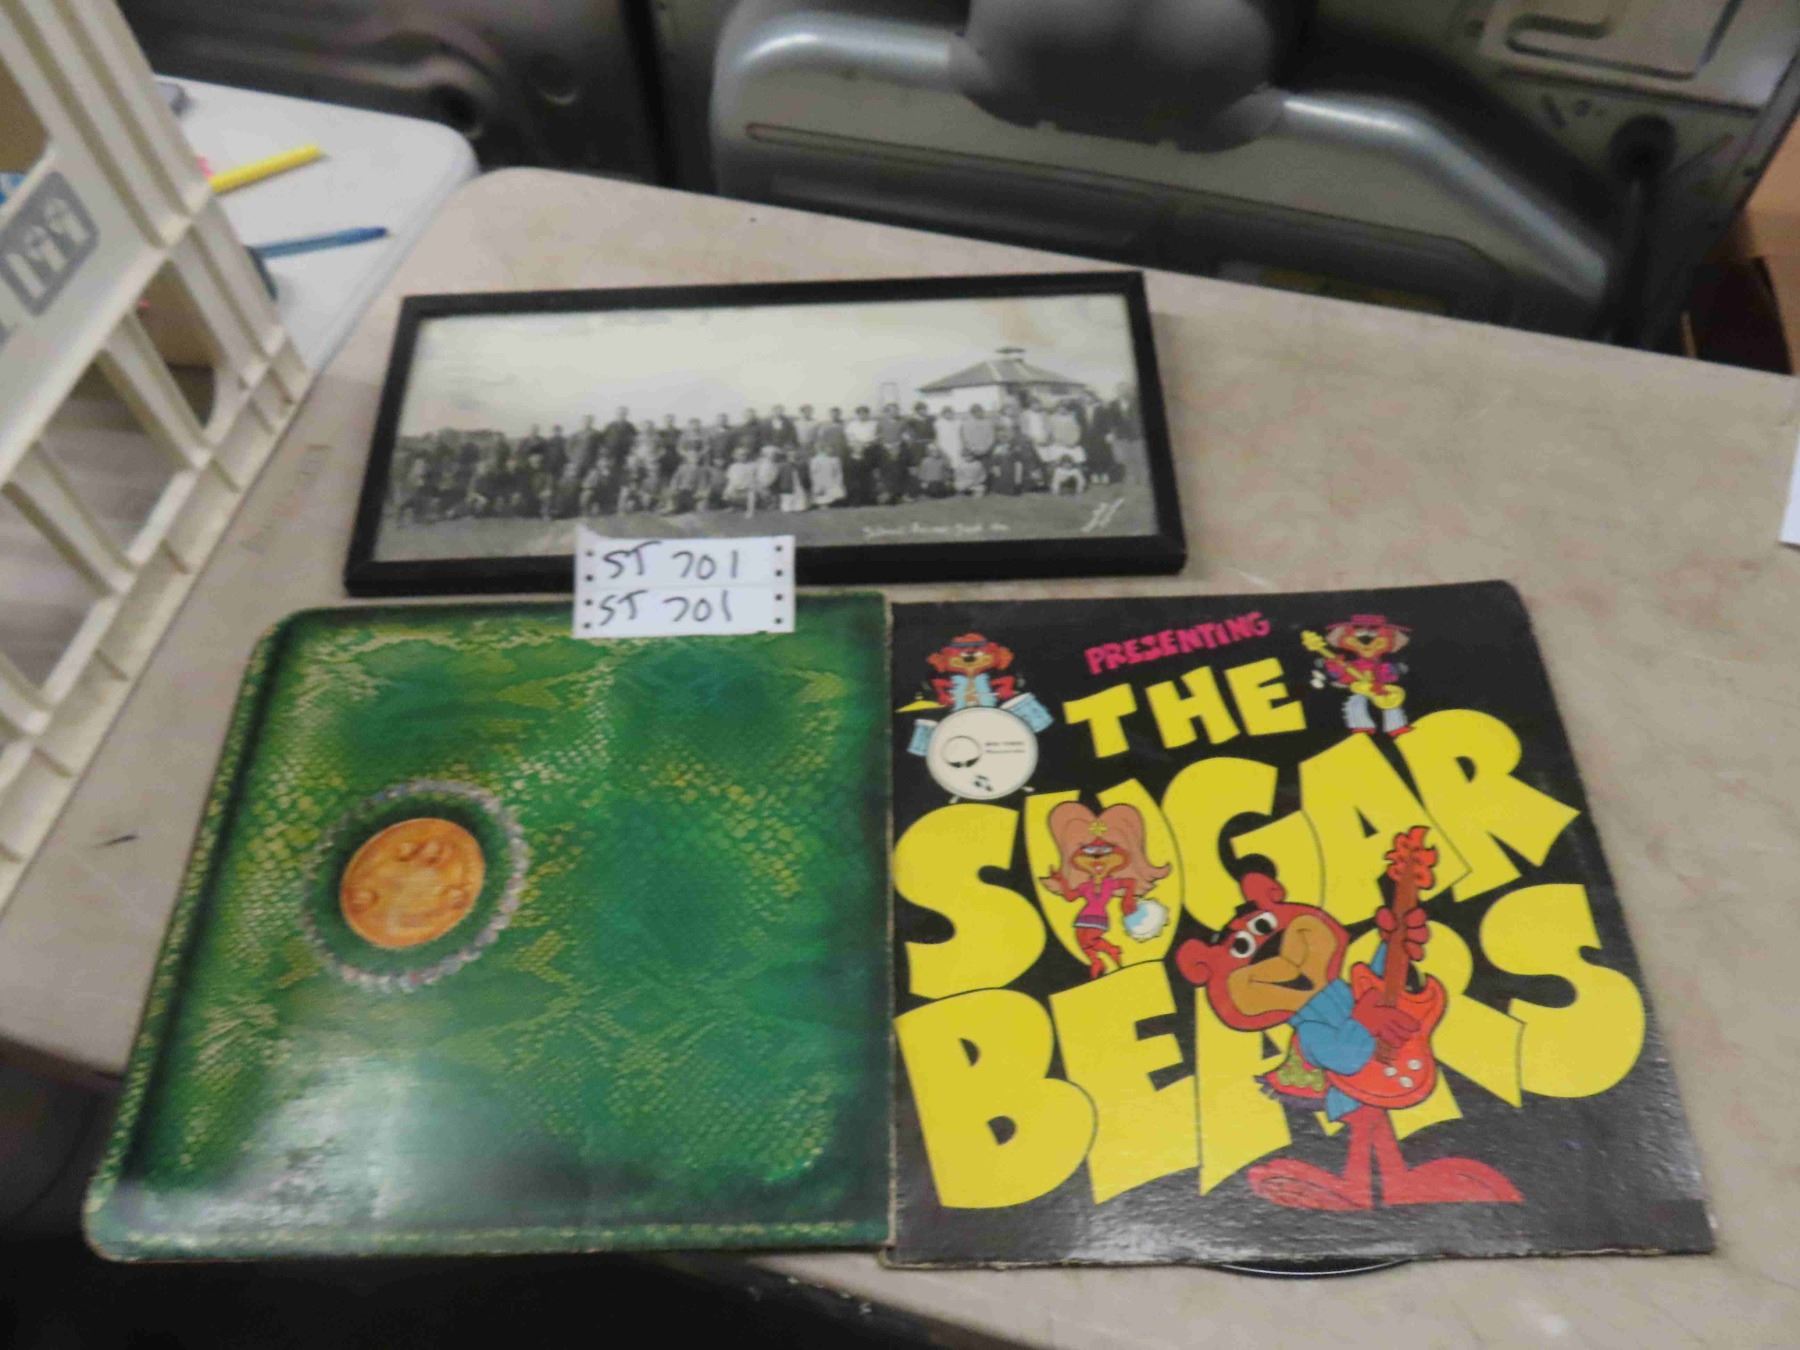 ST 701
ST 701
PRESENTING
THE
SUGAR
BEARS